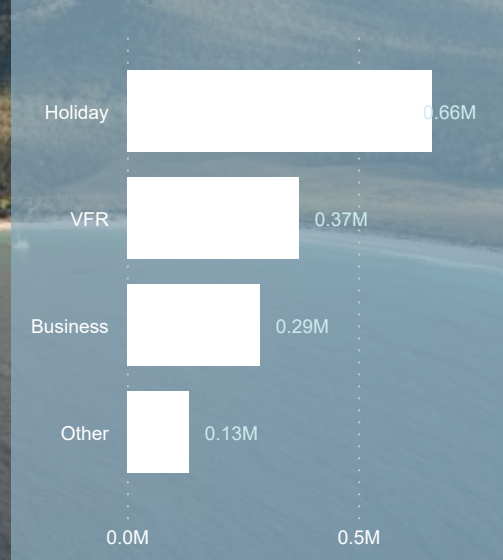 Holiday 0.66M
VFR 0.37M
Business 0.29M
Other 0.13M
0.0M 0.5M